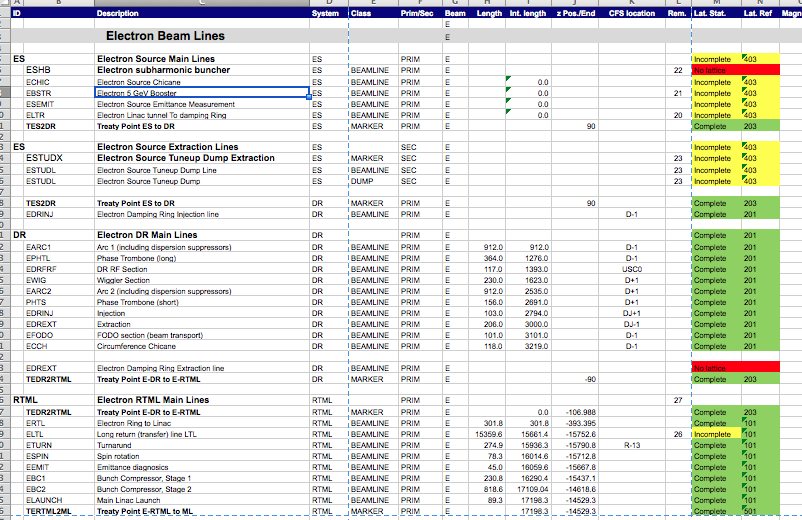 ID Description System Class Prim/Sec Beam Length Int. length z Pos./End CFS location Rem. Lat. Stat. Lat. Ref Magn
E
Electron Beam Lines E
ES Electron Source Main Lines ES PRIM E Incomplete 403
ESHB Electron subharmonic buncher ES BEAMLINE PRIM E 22 No lattice
ECHIC Electron Source Chicane ES BEAMLINE PRIM E 0.0 Incomplete 403
EBSTR Electron 5 GeV Booster ES BEAMLINE PRIM E 0.0 21 Incomplete 403
ESEMIT Electron Source Emittance Measurement ES BEAMLINE PRIM E 0.0 Incomplete 403
ELTR Electron Linac tunnel To damping Ring ES BEAMLINE PRIM E 0.0 20 Incomplete 403
TES2DR Treaty Point ES to DR ES MARKER PRIM E 90 Complete 203
ES Electron Source Extraction Lines ES SEC E Incomplete 403
ESTUDX Electron Source Tuneup Dump Extraction ES MARKER SEC E 23 Incomplete 403
ESTUDL Electron Source Tuneup Dump Line ES BEAMLINE SEC E 23 Incomplete 403
ESTUDL Electron Source Tuneup Dump ES DUMP SEC E 23 Incomplete 403
TES2DR Treaty Point ES to DR DR MARKER PRIM E 90 Complete 203
EDRINJ Electron Damping Ring Injection line DR BEAMLINE PRIM E D-1 Complete 201
DR Electron DR Main Lines DR PRIM E Complete 201
EARC1 Arc 1 (including dispersion suppressors) DR BEAMLINE PRIM E 912.0 912.0 D-1 Complete 201
EPHTL Phase Trombone (long) DR BEAMLINE PRIM E 364.0 1276.0 D-1 Complete 201
EDRFRF DR RF Section DR BEAMLINE PRIM E 117.0 1393.0 USC0 Complete 201
EWIG Wiggler Section DR BEAMLINE PRIM E 230.0 1623.0 D+1 Complete 201
EARC2 Arc 2 (including dispersion suppressors) DR BEAMLINE PRIM E 912.0 2535.0 D+1 Complete 201
PHTS Phase Trombone (short) DR BEAMLINE PRIM E 156.0 2691.0 D+1 Complete 201
EDRINJ Injection DR BEAMLINE PRIM E 103.0 2794.0 DJ+1 Complete 201
EDREXT Extraction DR BEAMLINE PRIM E 206.0 3000.0 DJ-1 Complete 201
EFODO FODO section (beam transport) DR BEAMLINE PRIM E 101.0 3101.0 D-1 Complete 201
ECCH Circumference Chicane DR BEAMLINE PRIM E 118.0 3219.0 D-1 Complete 201
EDREXT Electron Damping Ring Extraction line DR BEAMLINE PRIM E No lattice
TEDR2RTML Treaty Point E-DR to E-RTML DR MARKER PRIM E -90 Complete 203
RTML Electron RTML Main Lines RTML PRIM E 27
TEDR2RTML Treaty Point E-DR to E-RTML RTML MARKER PRIM E 0.0 -106.988 Complete 203
ERTL Electron Ring to Linac RTML BEAMLINE PRIM E 301.8 301.8 -393.395 Complete 101
ELTL Long return (transfer) line LTL RTML BEAMLINE PRIM E 15359.6 15661.4 -15752.6 26 Incomplete 101
ETURN Turnarund RTML BEAMLINE PRIM E 274.9 15936.3 -15790.8 R-13 Complete 101
ESPIN Spin rotation RTML BEAMLINE PRIM E 78.3 16014.6 -15712.8 Complete 101
EEMIT Emittance diagnosics RTML BEAMLINE PRIM E 45.0 16059.6 -15667.8 Complete 101
EBC1 Bunch Compressor, Stage 1 RTML BEAMLINE PRIM E 230.8 16290.4 -15437.1 Complete 101
EBC2 Bunch Compressor, Stage 2 RTML BEAMLINE PRIM E 818.6 17109.04 -14618.6 Complete 101
ELAUNCH Main Linac Launch RTML BEAMLINE PRIM E 89.3 17198.3 -14529.3 Complete 101
TERTML2ML Treaty Point E-RTML to ML RTML MARKER PRIM E 17198.3 -14529.3 Complete 501